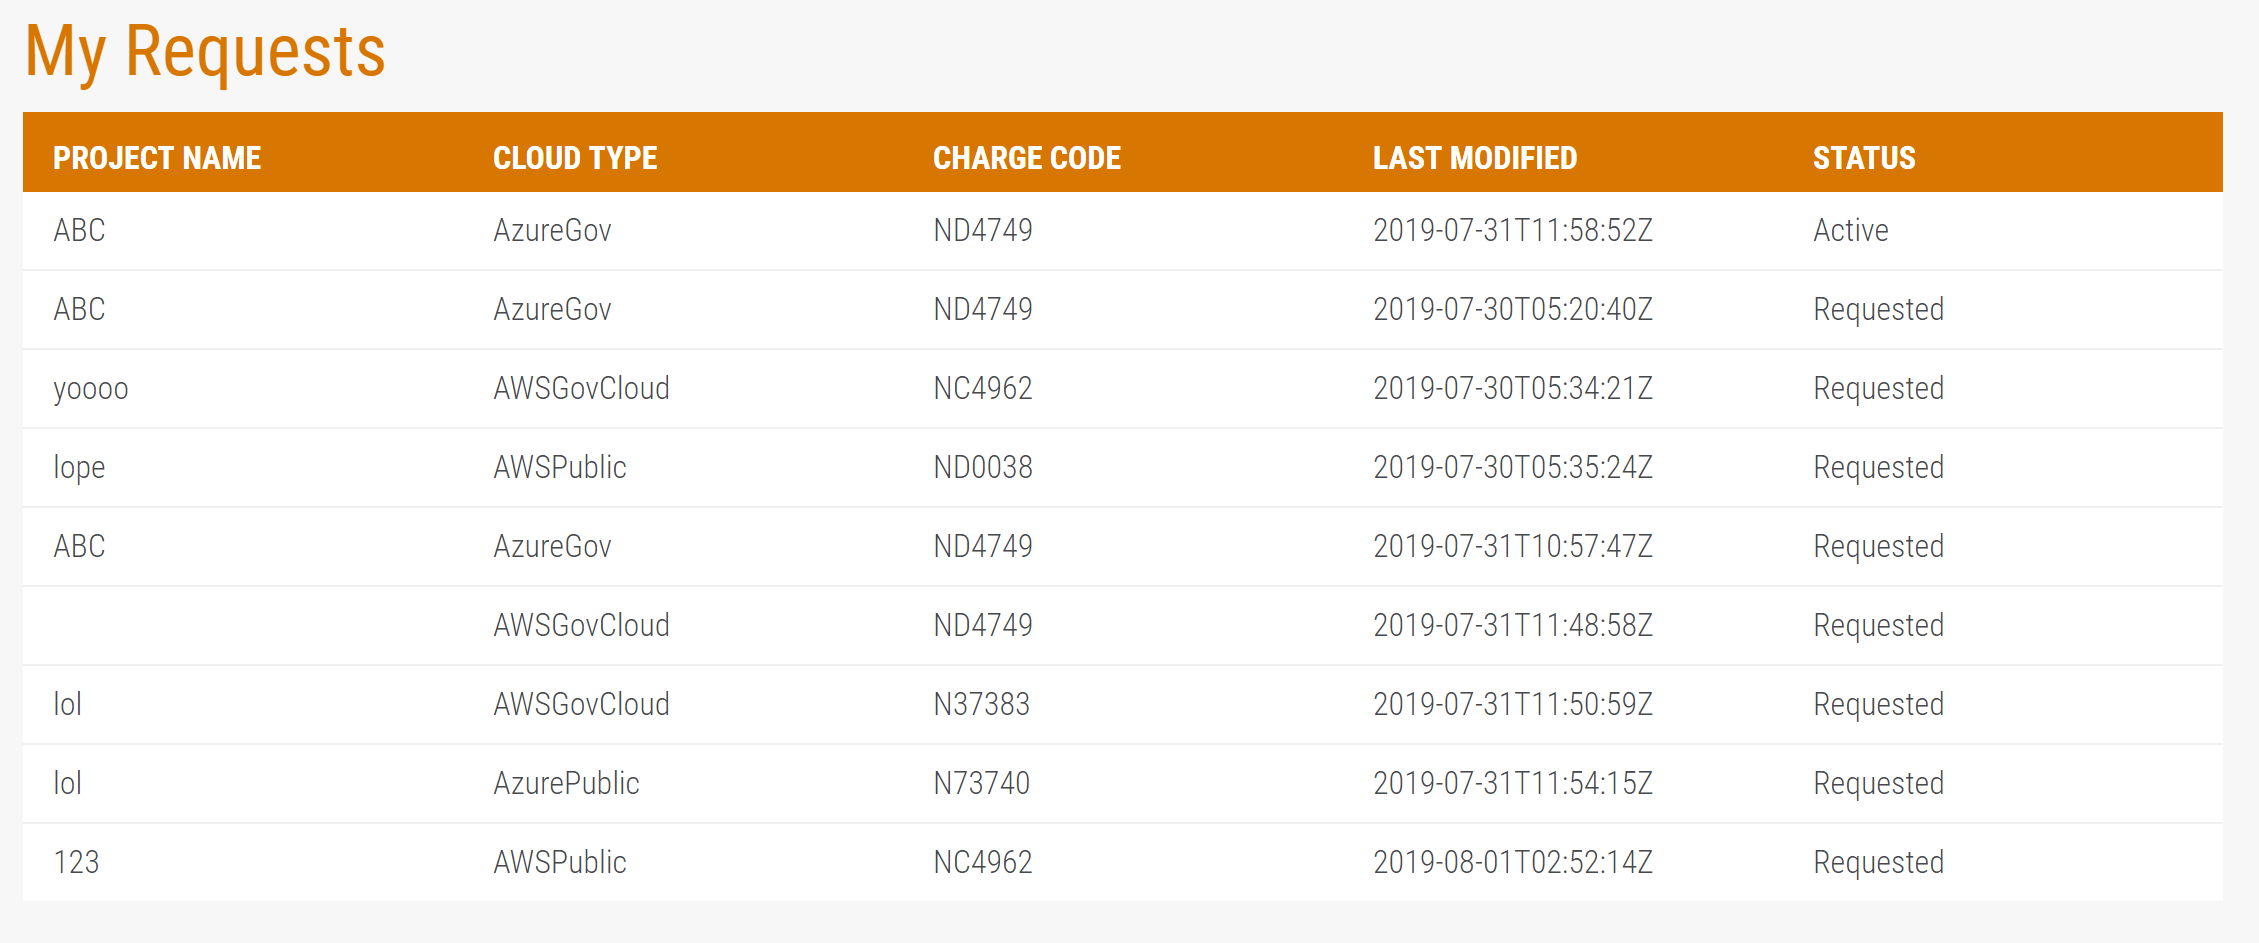 My Requests
PROJECT NAME CLOUD TYPE CHARGE CODE LAST MODIFIED STATUS
ABC AzureGov ND4749 2019-07-31T11:58:52Z Active
ABC AzureGov ND4749 2019-07-30T05:20:40Z Requested
yoooo AWSGovCloud NC4962 2019-07-30T05:34:21Z Requested
lope AWSPublic ND0038 2019-07-30T05:35:24Z Requested
ABC AzureGov ND4749 2019-07-31T10:57:47Z Requested
AWSGovCloud ND4749 2019-07-31T11:48:58Z Requested
lol AWSGovCloud N37383 2019-07-31T11:50:59Z Requested
lol AzurePublic N73740 2019-07-31T11:54:15Z Requested
123 AWSPublic NC4962 2019-08-01T02:52:14Z Requested